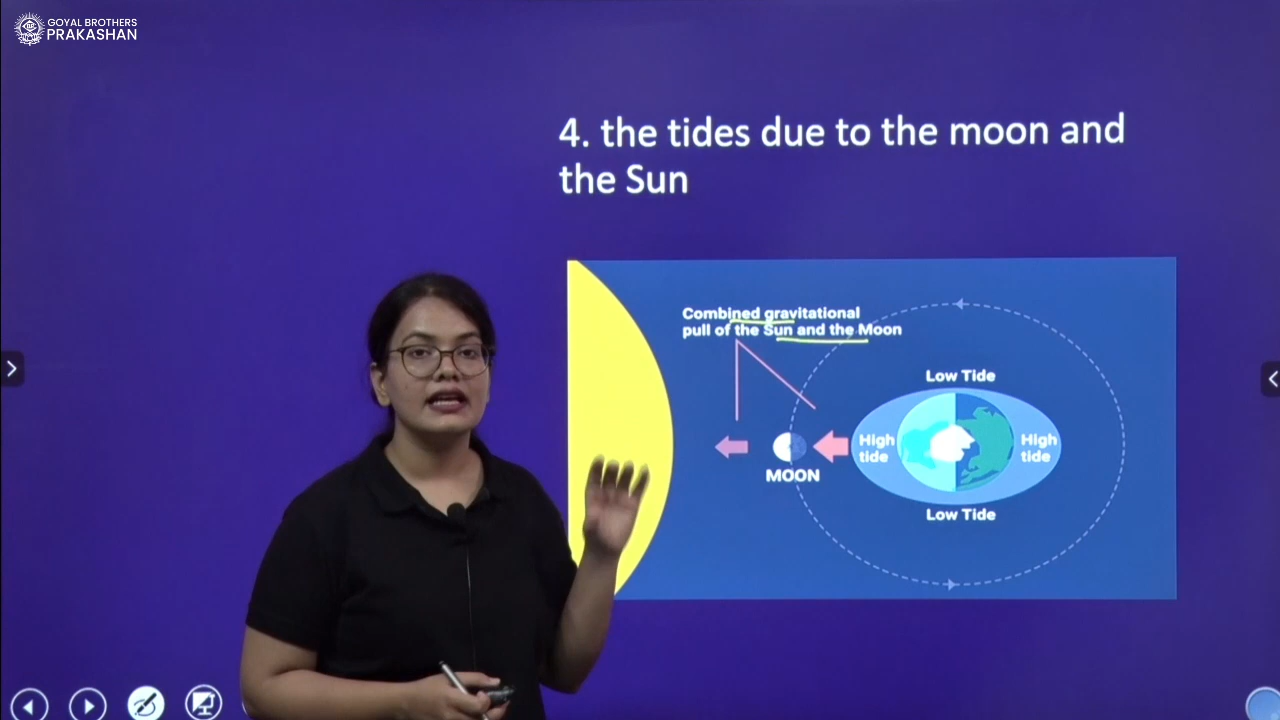 GOYAL BROTHERS
PRAKASHAN
4. the tides due to the moon and
the Sun
Combined gravitational
pull of the Sun and the Moon
Low Tide
High
tide
High
tide
MOON
Low Tide